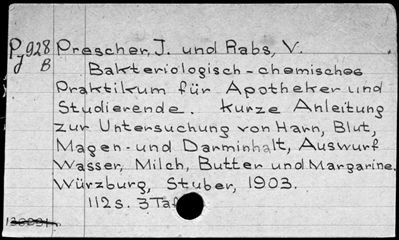 P 928 Prescher, J. und Rabs, V.
J B
Bakteriologisch-chemisches
Praktikum für Apotheker und
Studierende. Kurze Anleitung
zur Untersuchung von Harn, Blut,
Magen- und Darminhalt, Auswurf
Wasser, Milch, Butter und Margarine.
Würzburg, Stuber, 1903.
112 s. 3 Taf